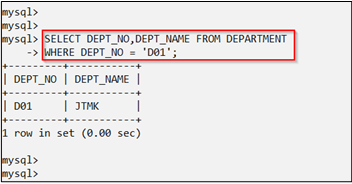 mysql>
mysql>
mysql> SELECT DEPT_NO,DEPT_NAME FROM DEPARTMENT
    -> WHERE DEPT_NO = 'D01';
+---------+-----------+
| DEPT_NO | DEPT_NAME |
+---------+-----------+
| D01     | JTMK      |
+---------+-----------+
1 row in set (0.00 sec)
mysql>
mysql>